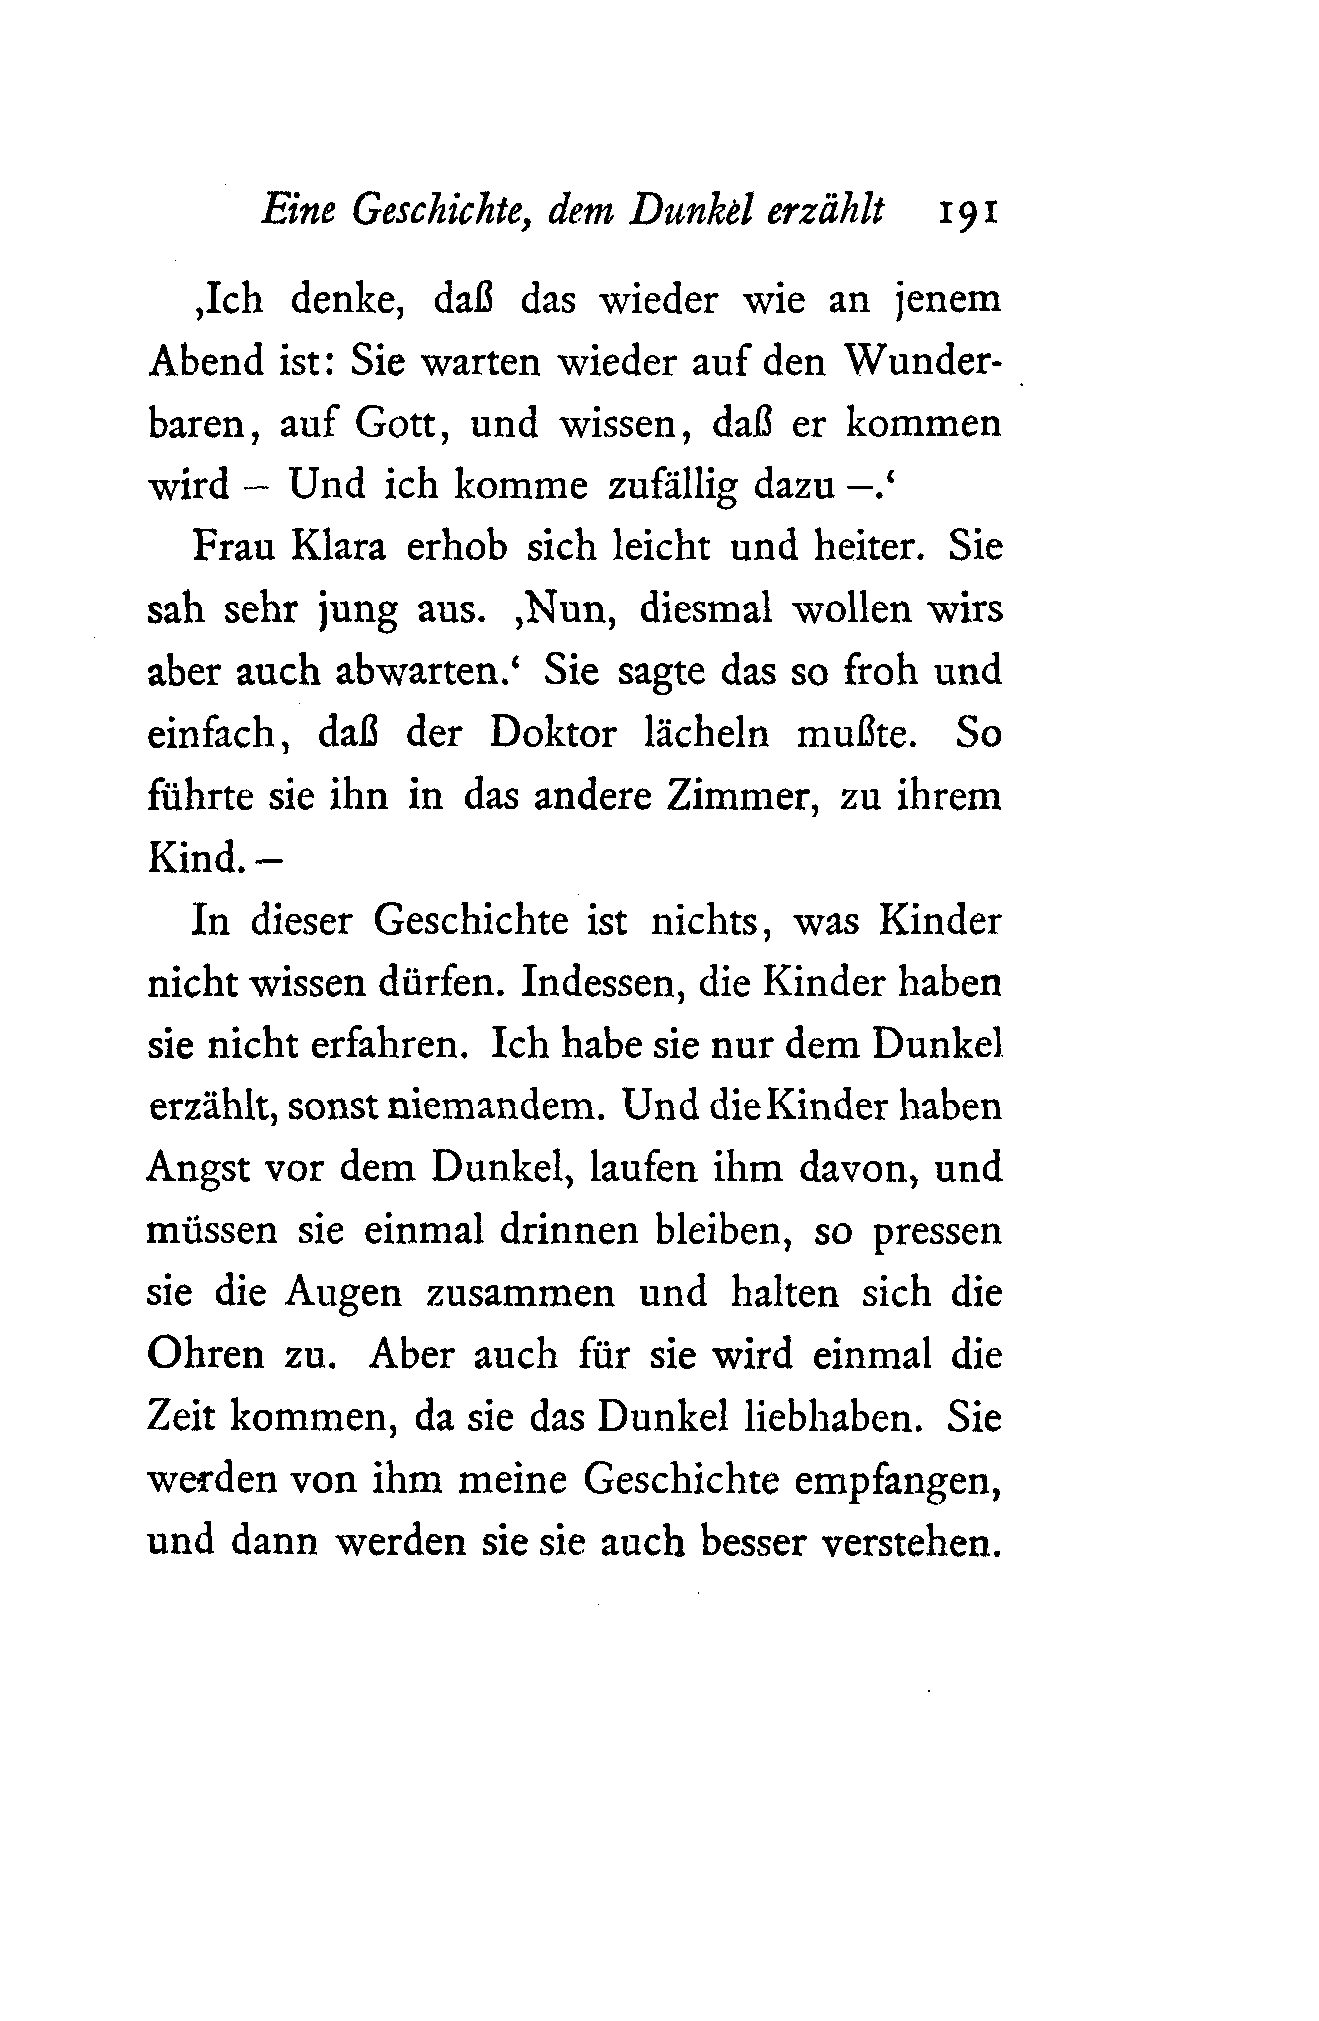 Eine Geschichte, dem Dunkel erzählt 191
‚Ich denke, daß das wieder wie an jenem
Abend ist: Sie warten wieder auf den Wunder-
baren, auf Gott, und wissen, daß er kommen
wird – Und ich komme zufällig dazu –.‘
Frau Klara erhob sich leicht und heiter. Sie
sah sehr jung aus. ‚Nun, diesmal wollen wirs
aber auch abwarten.‘ Sie sagte das so froh und
einfach, daß der Doktor lächeln mußte. So
führte sie ihn in das andere Zimmer, zu ihrem
Kind. –
In dieser Geschichte ist nichts, was Kinder
nicht wissen dürfen. Indessen, die Kinder haben
sie nicht erfahren. Ich habe sie nur dem Dunkel
erzählt, sonst niemandem. Und die Kinder haben
Angst vor dem Dunkel, laufen ihm davon, und
müssen sie einmal drinnen bleiben, so pressen
sie die Augen zusammen und halten sich die
Ohren zu. Aber auch für sie wird einmal die
Zeit kommen, da sie das Dunkel liebhaben. Sie
werden von ihm meine Geschichte empfangen,
und dann werden sie sie auch besser verstehen.